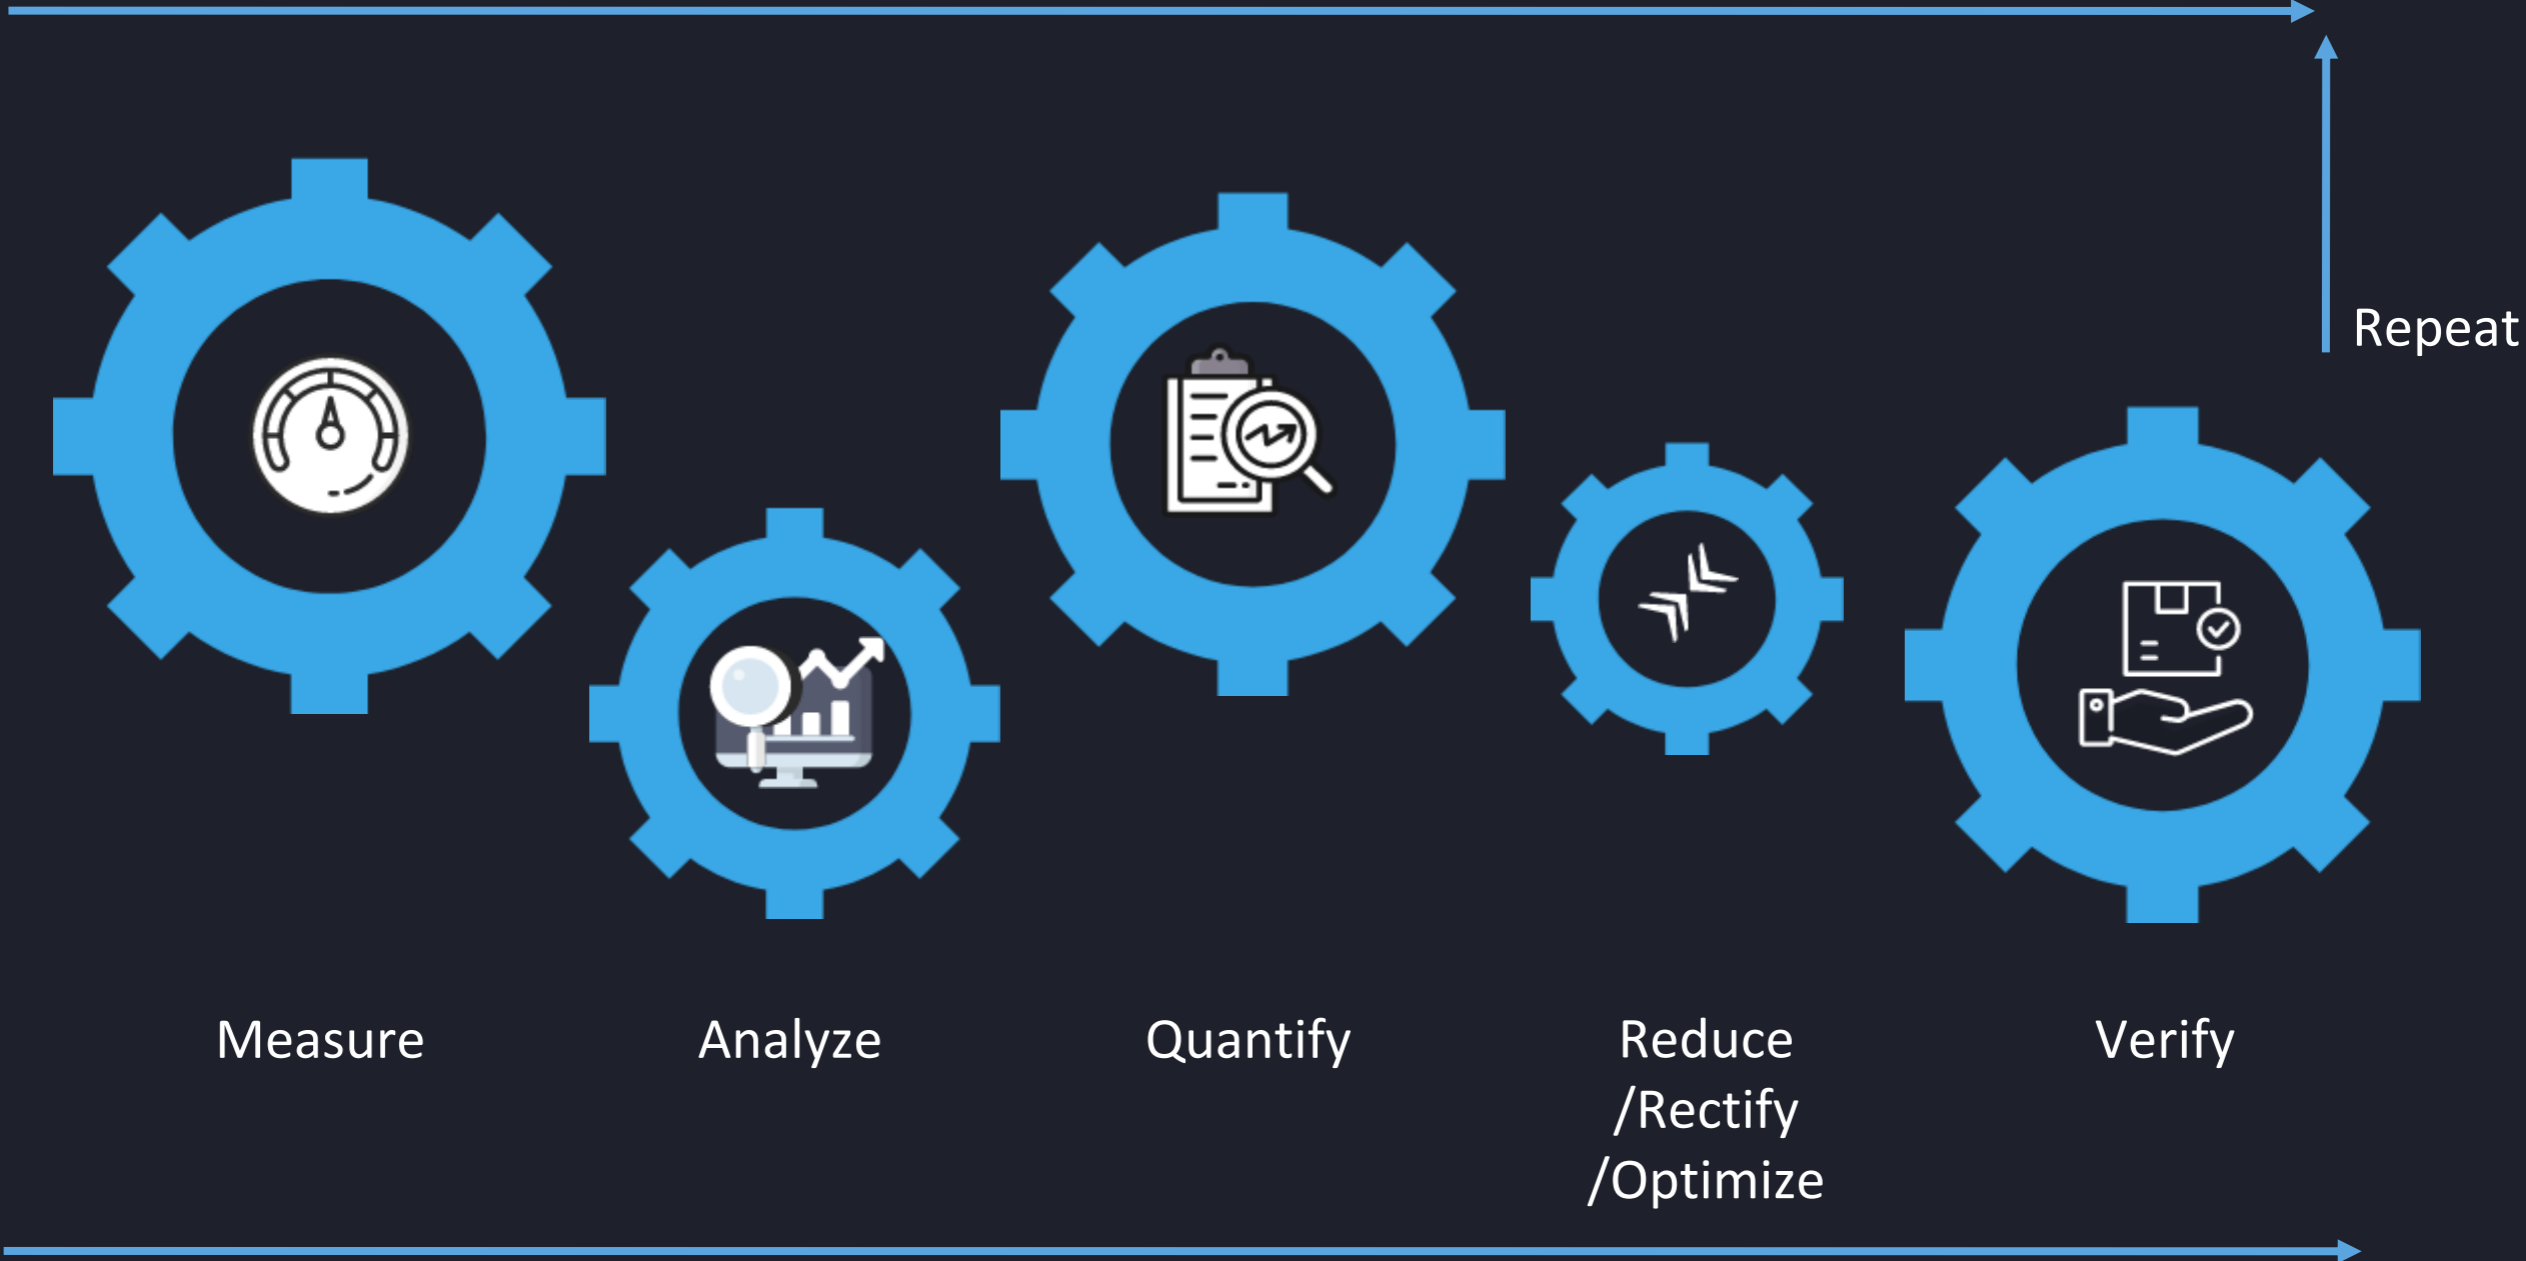 Repeat
Measure
Analyze
Quantify
Reduce
/Rectify
/Optimize
Verify